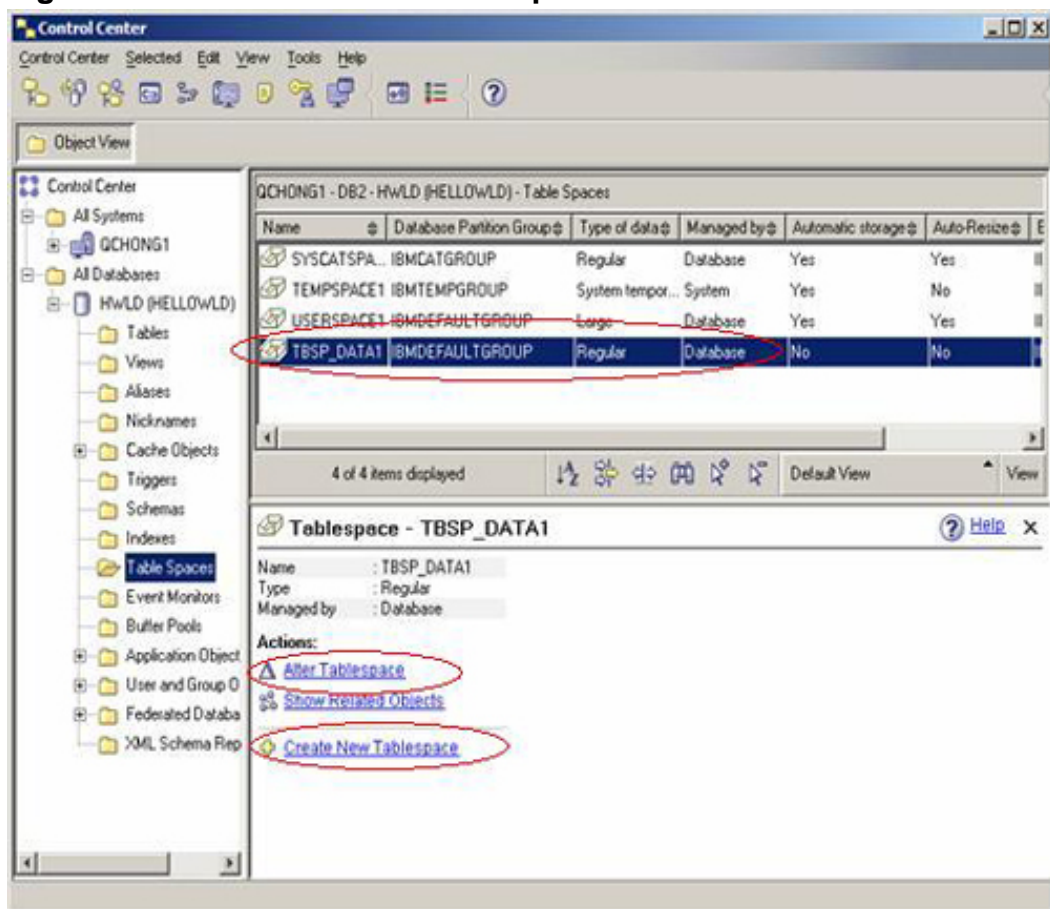 Control Center
Control Center Selected Edit View Tools Help
Object View
Control Center
All Systems
QCHONG1
All Databases
HWLD (HELLOWLD)
Tables
Views
Aliases
Nicknames
Cache Objects
Triggers
Schemas
Indexes
Table Spaces
Event Monitors
Buffer Pools
Application Object
User and Group O
Federated Databa
XML Schema Rep
QCHONG1 - DB2 - HWLD (HELLOWLD) - Table Spaces
Name Database Partition Group Type of data Managed by Automatic storage Auto-Resize E
SYSCATSPA... IBMCATGROUP Regular Database Yes Yes
TEMPSPACE1 IBMTEMPGROUP System tempor... System Yes No
USERSPACE1 IBMDEFAULTGROUP Large Database Yes Yes
TBSP_DATA1 IBMDEFAULTGROUP Regular Database No No
4 of 4 items displayed Default View View
Tablespace - TBSP_DATA1 Help
Name : TBSP_DATA1
Type : Regular
Managed by : Database
Actions:
Alter Tablespace
Show Related Objects
Create New Tablespace